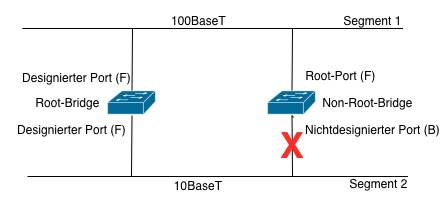 100BaseT
Segment 1
Designierter Port (F)
Root-Port (F)
Root-Bridge
Non-Root-Bridge
Designierter Port (F)
Nichtdesignierter Port (B)
X
10BaseT
Segment 2